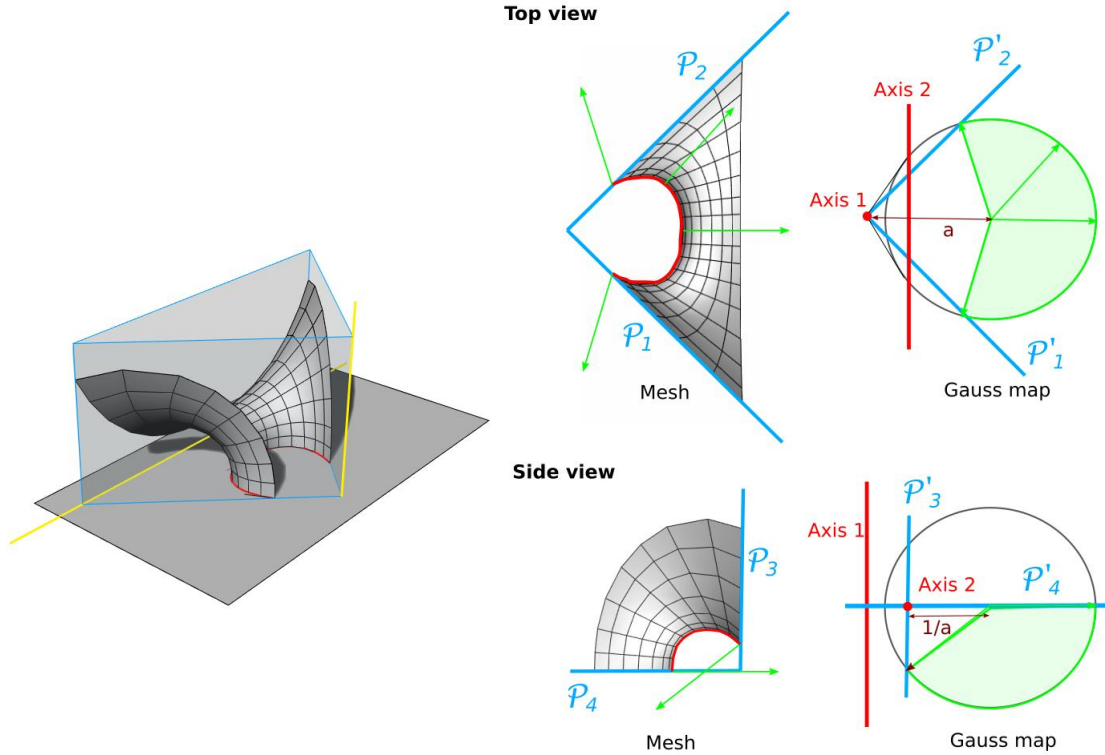 Top view
𝒫₂
𝒫₁
Mesh
Axis 2
𝒫'₂
Axis 1
a
𝒫'₁
Gauss map
Side view
𝒫₃
𝒫₄
Mesh
Axis 1
𝒫'₃
Axis 2
𝒫'₄
1/a
Gauss map